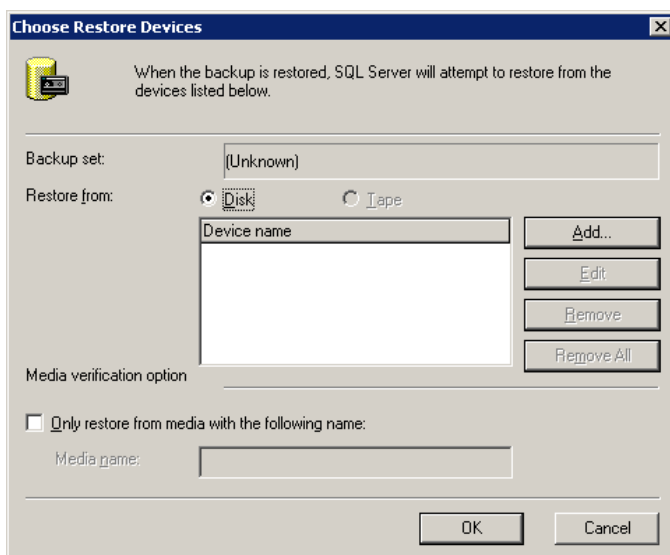 Choose Restore Devices
When the backup is restored, SQL Server will attempt to restore from the
devices listed below.
Backup set:
(Unknown)
Restore from:
Disk
Tape
Device name
Add...
Edit
Remove
Remove All
Media verification option
Only restore from media with the following name:
Media name:
OK
Cancel